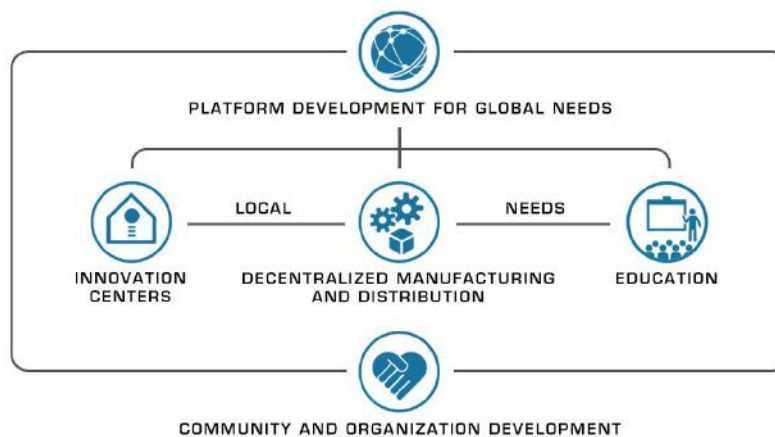 PLATFORM DEVELOPMENT FOR GLOBAL NEEDS
LOCAL
NEEDS
INNOVATION
CENTERS
DECENTRALIZED MANUFACTURING
AND DISTRIBUTION
EDUCATION
COMMUNITY AND ORGANIZATION DEVELOPMENT